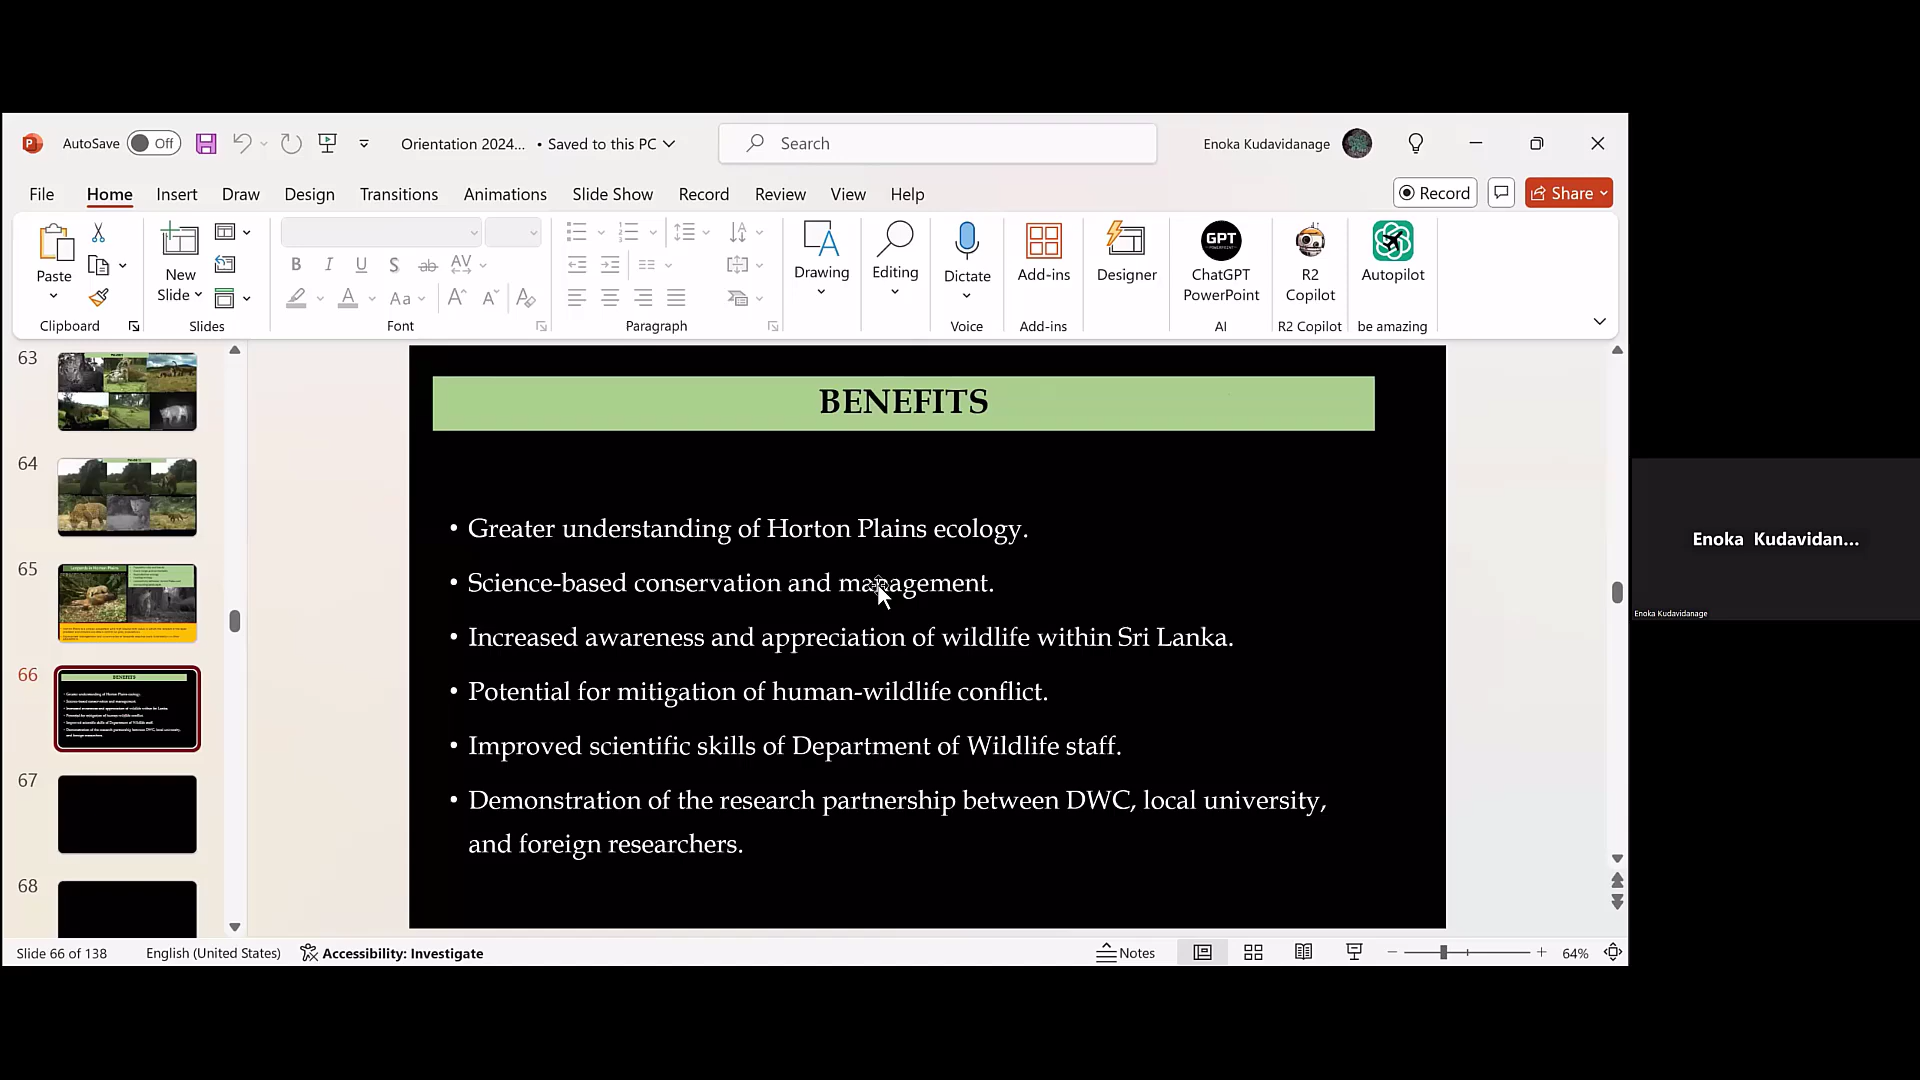 AutoSave Off Orientation 2024... • Saved to this PC Search Enoka Kudavidanage
File Home Insert Draw Design Transitions Animations Slide Show Record Review View Help Record Share
Paste New Slide Drawing Editing Dictate Add-ins Designer ChatGPT PowerPoint R2 Copilot Autopilot
Clipboard Slides Font Paragraph Voice Add-ins AI R2 Copilot be amazing
63
64
65
66
67
68
BENEFITS
• Greater understanding of Horton Plains ecology.
• Science-based conservation and management.
• Increased awareness and appreciation of wildlife within Sri Lanka.
• Potential for mitigation of human-wildlife conflict.
• Improved scientific skills of Department of Wildlife staff.
• Demonstration of the research partnership between DWC, local university,
and foreign researchers.
Enoka Kudavidan...
Enoka Kudavidanage
Slide 66 of 138 English (United States) Accessibility: Investigate Notes 64%